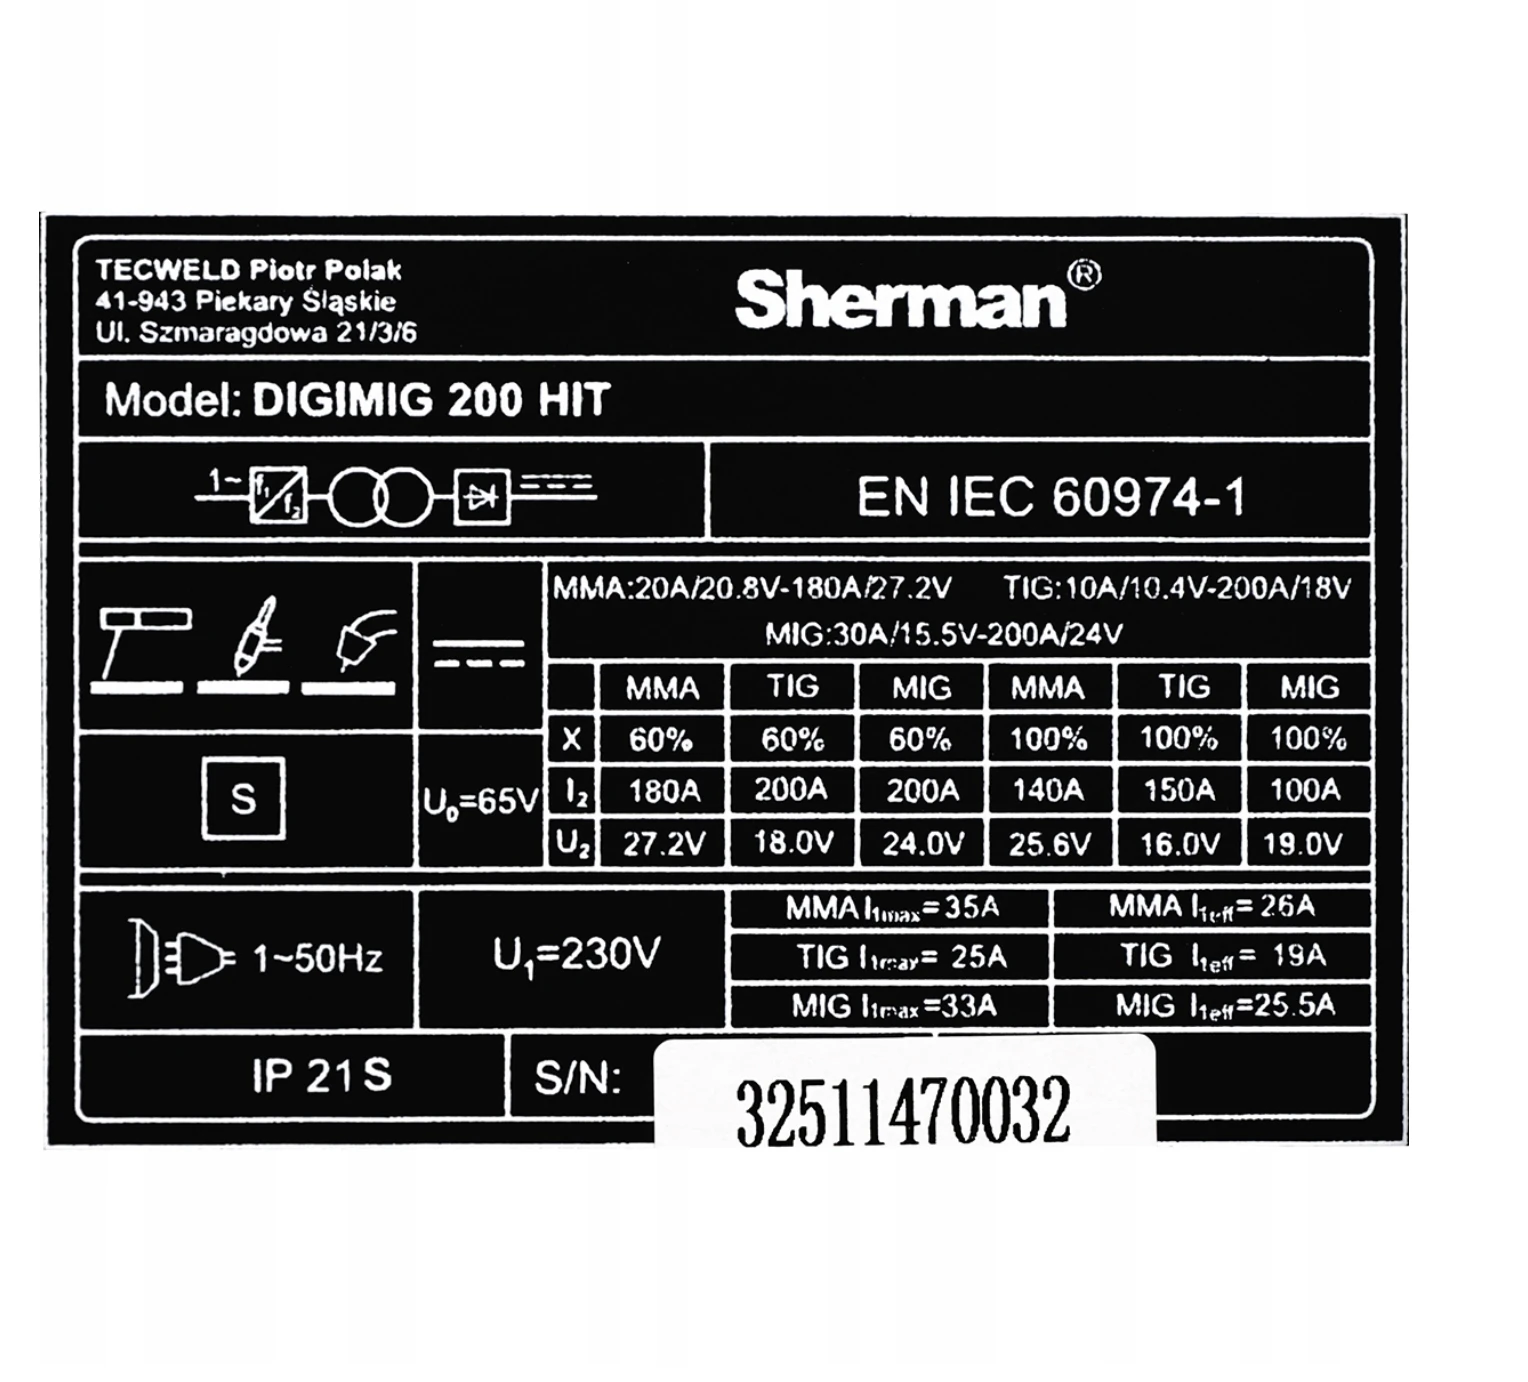 TECWELD Piotr Polak
41-943 Piekary Śląskie
Ul. Szmaragdowa 21/3/6
Sherman®
Model: DIGIMIG 200 HIT
1~ f₁ f₂
EN IEC 60974-1
MMA:20A/20.8V-180A/27.2V TIG:10A/10.4V-200A/18V
MIG:30A/15.5V-200A/24V
MMA TIG MIG MMA TIG MIG
X 60% 60% 60% 100% 100% 100%
S
U₀=65V
I₂ 180A 200A 200A 140A 150A 100A
U₂ 27.2V 18.0V 24.0V 25.6V 16.0V 19.0V
1~50Hz
U₁=230V
MMA I₁max=35A MMA I₁eff= 26A
TIG I₁max= 25A TIG I₁eff= 19A
MIG I₁max=33A MIG I₁eff=25.5A
IP 21S
S/N:
32511470032